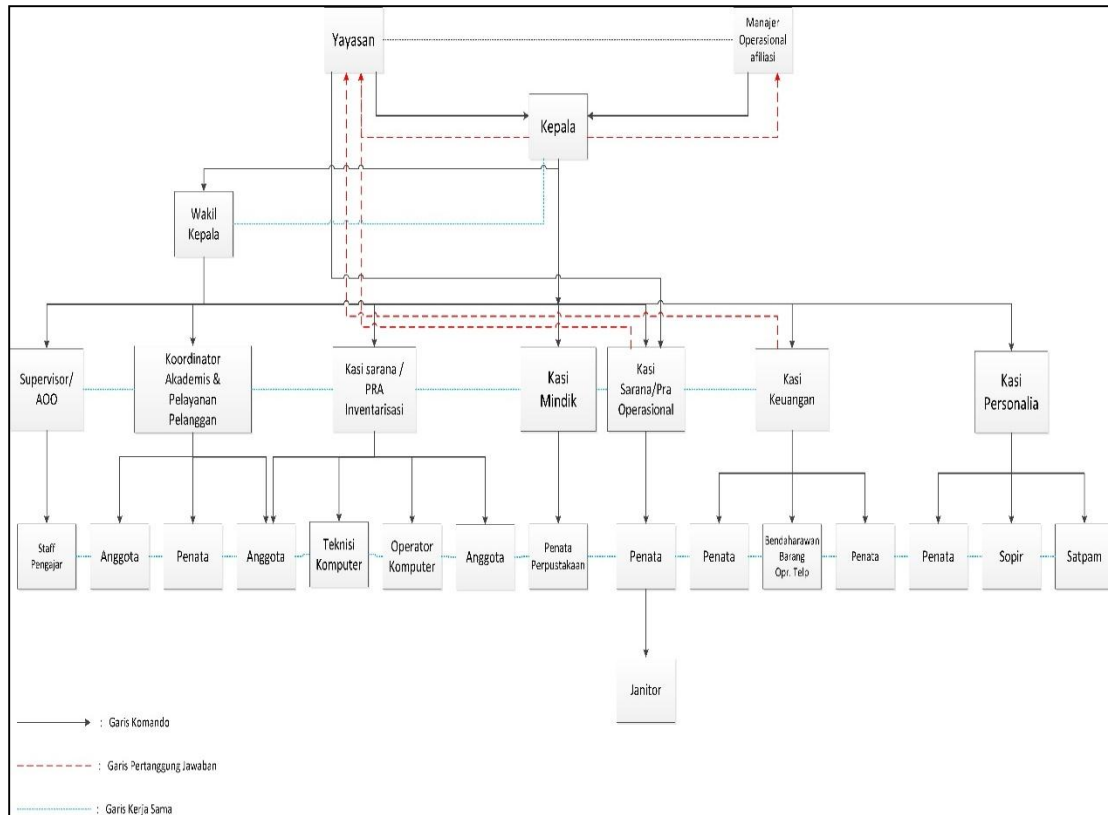 Yayasan
Manajer
Operasional
afiliasi
Kepala
Wakil
Kepala
Supervisor/
AOO
Koordinator
Akademis &
Pelayanan
Pelanggan
Kasi sarana /
PRA
Inventarisasi
Kasi
Mindik
Kasi
Sarana/Pra
Operasional
Kasi
Keuangan
Kasi
Personalia
Staff
Pengajar
Anggota
Penata
Anggota
Teknisi
Komputer
Operator
Komputer
Anggota
Penata
Perpustakaan
Penata
Penata
Bendaharawan
Barang
Opr. Telp
Penata
Penata
Sopir
Satpam
Janitor
: Garis Komando
: Garis Pertanggung Jawaban
: Garis Kerja Sama